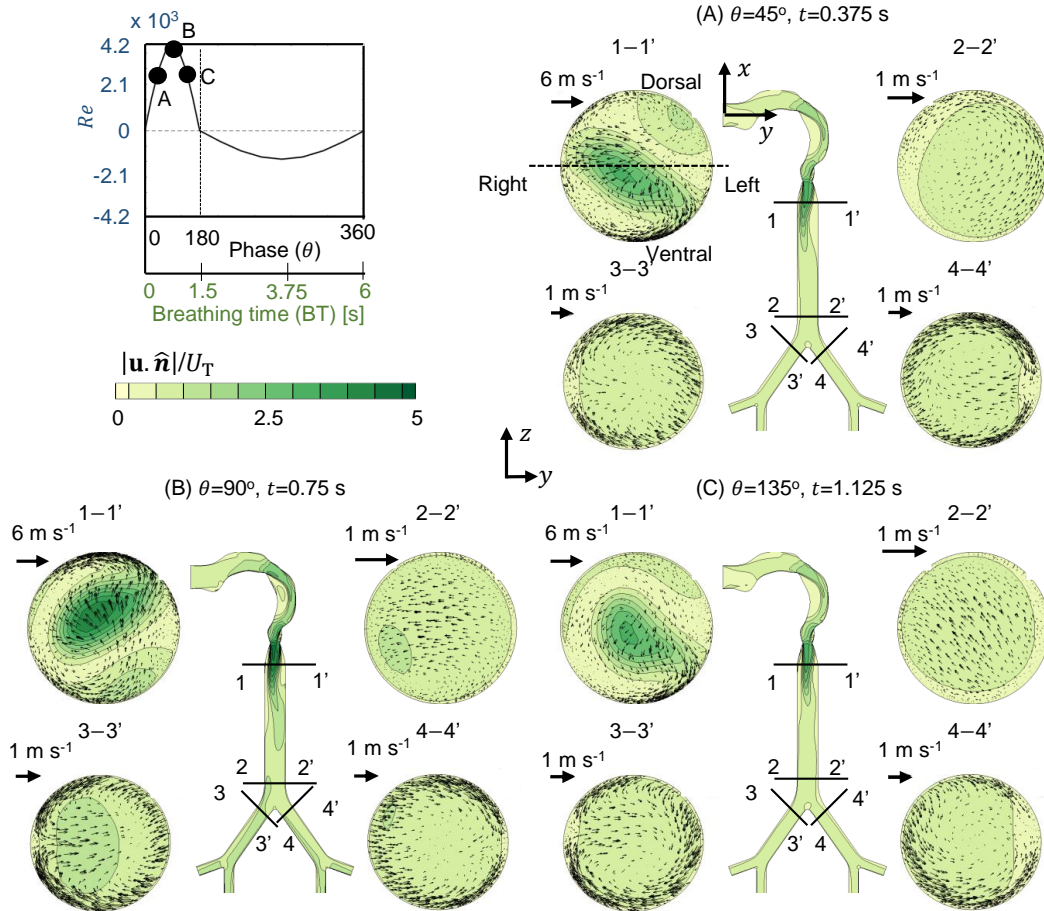 x 10³
4.2
2.1
0
-2.1
-4.2
Re
A
B
C
0
180
360
Phase (θ)
0
1.5
3.75
6
Breathing time (BT) [s]
|u.n̂|/U_T
0
2.5
5
(A) θ=45º, t=0.375 s
1−1’
6 m s⁻¹
Dorsal
Right
Left
Ventral
x
y
2−2’
1 m s⁻¹
3−3’
1 m s⁻¹
4−4’
1 m s⁻¹
1
1’
2
2’
3
4’
3’
4
z
y
(B) θ=90º, t=0.75 s
1−1’
6 m s⁻¹
2−2’
1 m s⁻¹
3−3’
1 m s⁻¹
4−4’
1 m s⁻¹
1
1’
2
2’
3
4’
3’
4
(C) θ=135º, t=1.125 s
1−1’
6 m s⁻¹
2−2’
1 m s⁻¹
3−3’
1 m s⁻¹
4−4’
1 m s⁻¹
1
1’
2
2’
3
4’
3’
4